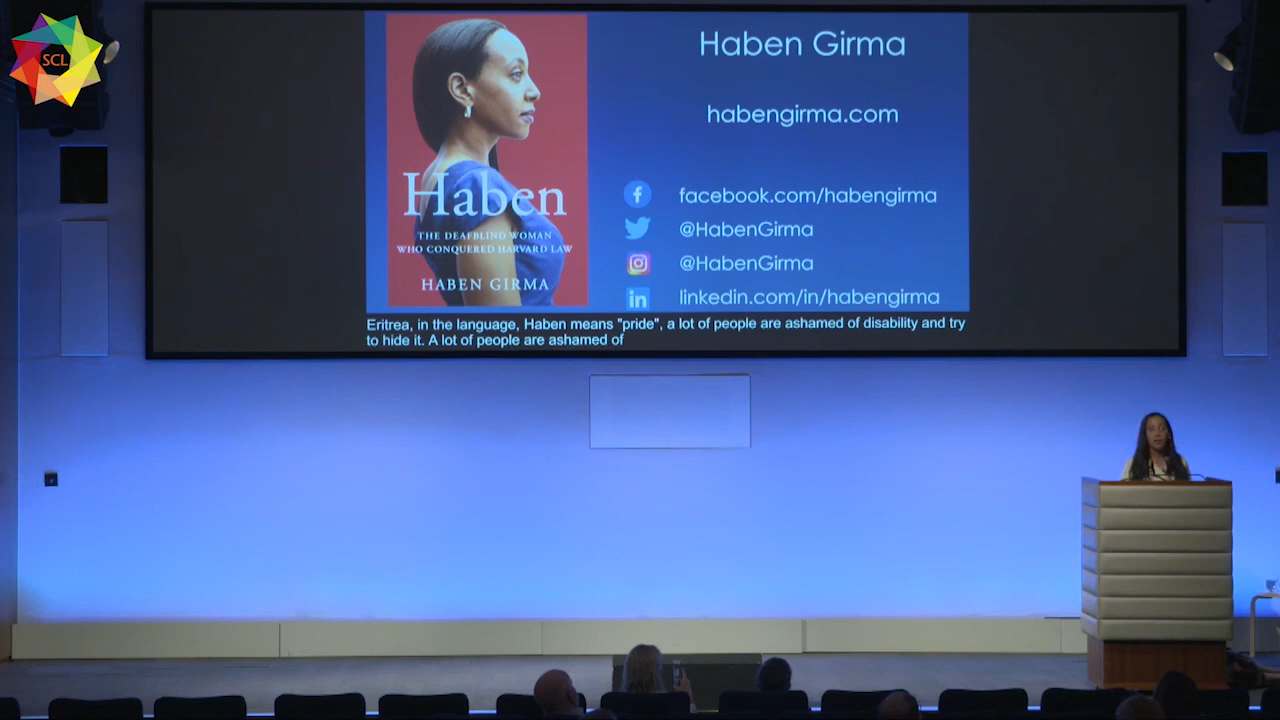 SCL
Haben
THE DEAFBLIND WOMAN
WHO CONQUERED HARVARD LAW
HABEN GIRMA
Haben Girma
habengirma.com
facebook.com/habengirma
@HabenGirma
@HabenGirma
linkedin.com/in/habengirma
Eritrea, in the language, Haben means "pride", a lot of people are ashamed of disability and try
to hide it. A lot of people are ashamed of